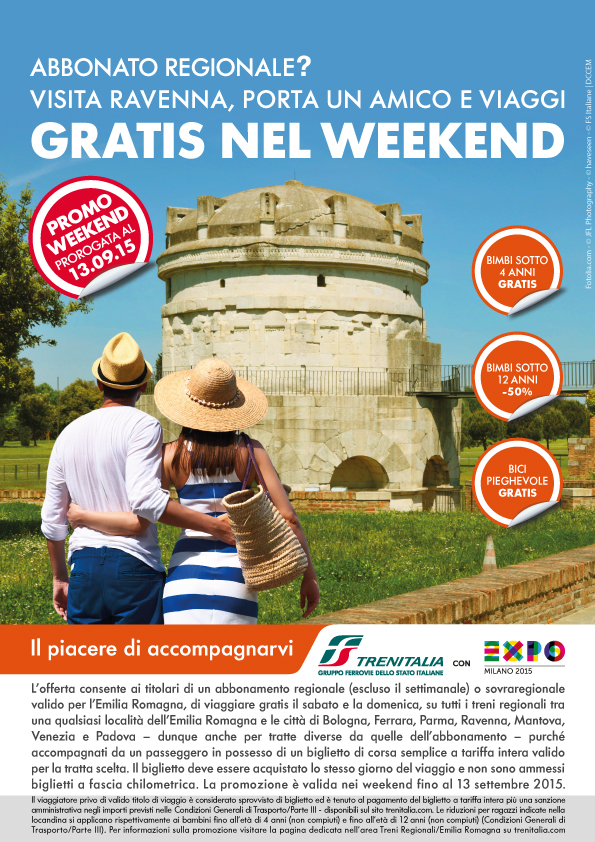 ABBONATO REGIONALE?
VISITA RAVENNA, PORTA UN AMICO E VIAGGI
GRATIS NEL WEEKEND
PROMO
WEEKEND
PROROGATA AL
13.09.15
BIMBI SOTTO
4 ANNI
GRATIS
BIMBI SOTTO
12 ANNI
-50%
BICI
PIEGHEVOLE
GRATIS
Fotolia.com - © JFL Photography - © haveseen - © FS Italiane | DCCEM
Il piacere di accompagnarvi
TRENITALIA
GRUPPO FERROVIE DELLO STATO ITALIANE
CON
EXPO
MILANO 2015
L'offerta consente ai titolari di un abbonamento regionale (escluso il settimanale) o sovraregionale
valido per l'Emilia Romagna, di viaggiare gratis il sabato e la domenica, su tutti i treni regionali tra
una qualsiasi località dell'Emilia Romagna e le città di Bologna, Ferrara, Parma, Ravenna, Mantova,
Venezia e Padova – dunque anche per tratte diverse da quelle dell'abbonamento – purché
accompagnati da un passeggero in possesso di un biglietto di corsa semplice a tariffa intera valido
per la tratta scelta. Il biglietto deve essere acquistato lo stesso giorno del viaggio e non sono ammessi
biglietti a fascia chilometrica. La promozione è valida nei weekend fino al 13 settembre 2015.
Il viaggiatore privo di valido titolo di viaggio è considerato sprovvisto di biglietto ed è tenuto al pagamento del biglietto a tariffa intera più una sanzione
amministrativa negli importi previsti nelle Condizioni Generali di Trasporto/Parte III - disponibili sul sito trenitalia.com. Le riduzioni per ragazzi indicate nella
locandina si applicano rispettivamente ai bambini fino all'età di 4 anni (non compiuti) e fino all'età di 12 anni (non compiuti) (Condizioni Generali di
Trasporto/Parte III). Per informazioni sulla promozione visitare la pagina dedicata nell'area Treni Regionali/Emilia Romagna su trenitalia.com